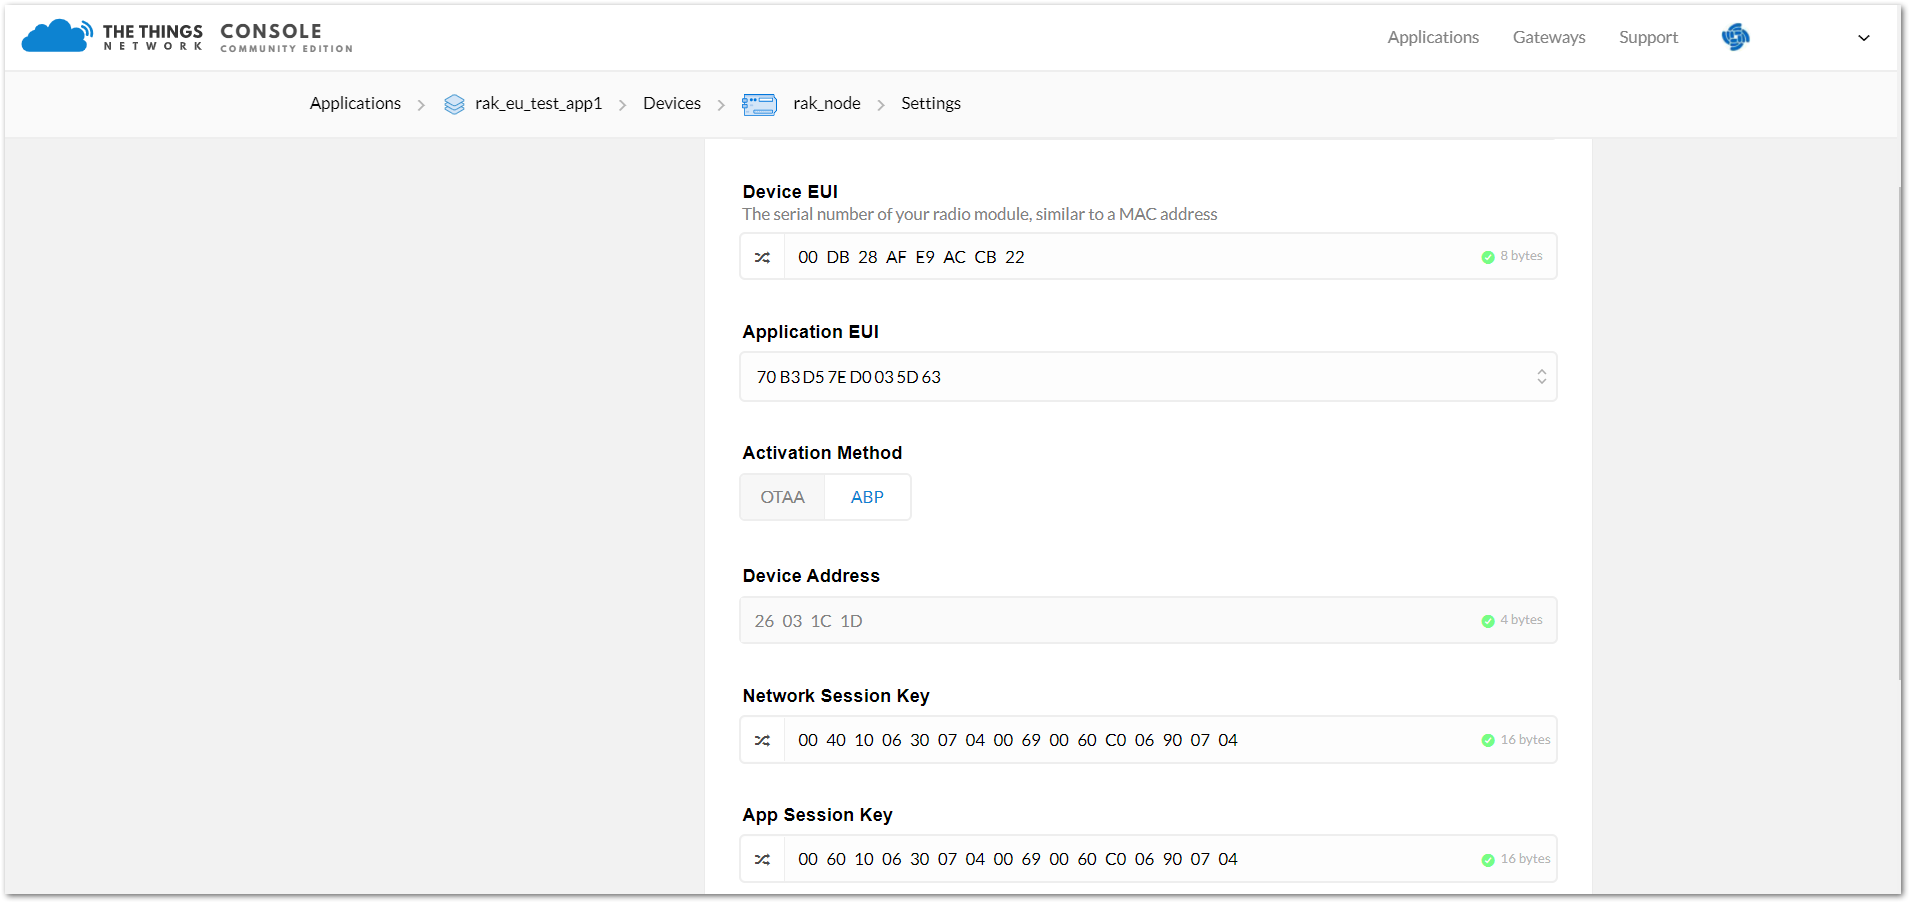 THE THINGS
NETWORK
CONSOLE
COMMUNITY EDITION
Applications
Gateways
Support
Applications
rak_eu_test_app1
Devices
rak_node
Settings
Device EUI
The serial number of your radio module, similar to a MAC address
00 DB 28 AF E9 AC CB 22
8 bytes
Application EUI
70 B3 D5 7E D0 03 5D 63
Activation Method
OTAA
ABP
Device Address
26 03 1C 1D
4 bytes
Network Session Key
00 40 10 06 30 07 04 00 69 00 60 C0 06 90 07 04
16 bytes
App Session Key
00 60 10 06 30 07 04 00 69 00 60 C0 06 90 07 04
16 bytes